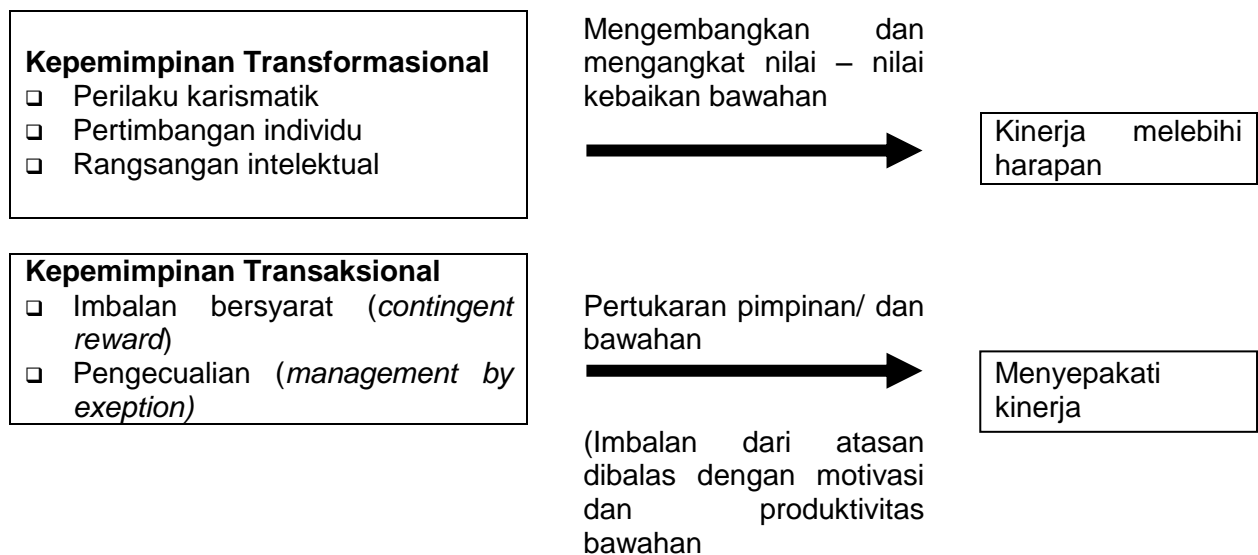 Kepemimpinan Transformasional
❑ Perilaku karismatik
❑ Pertimbangan individu
❑ Rangsangan intelektual
Mengembangkan dan
mengangkat nilai – nilai
kebaikan bawahan
Kinerja melebihi
harapan
Kepemimpinan Transaksional
❑ Imbalan bersyarat (contingent
reward)
❑ Pengecualian (management by
exeption)
Pertukaran pimpinan/ dan
bawahan
(Imbalan dari atasan
dibalas dengan motivasi
dan produktivitas
bawahan
Menyepakati
kinerja